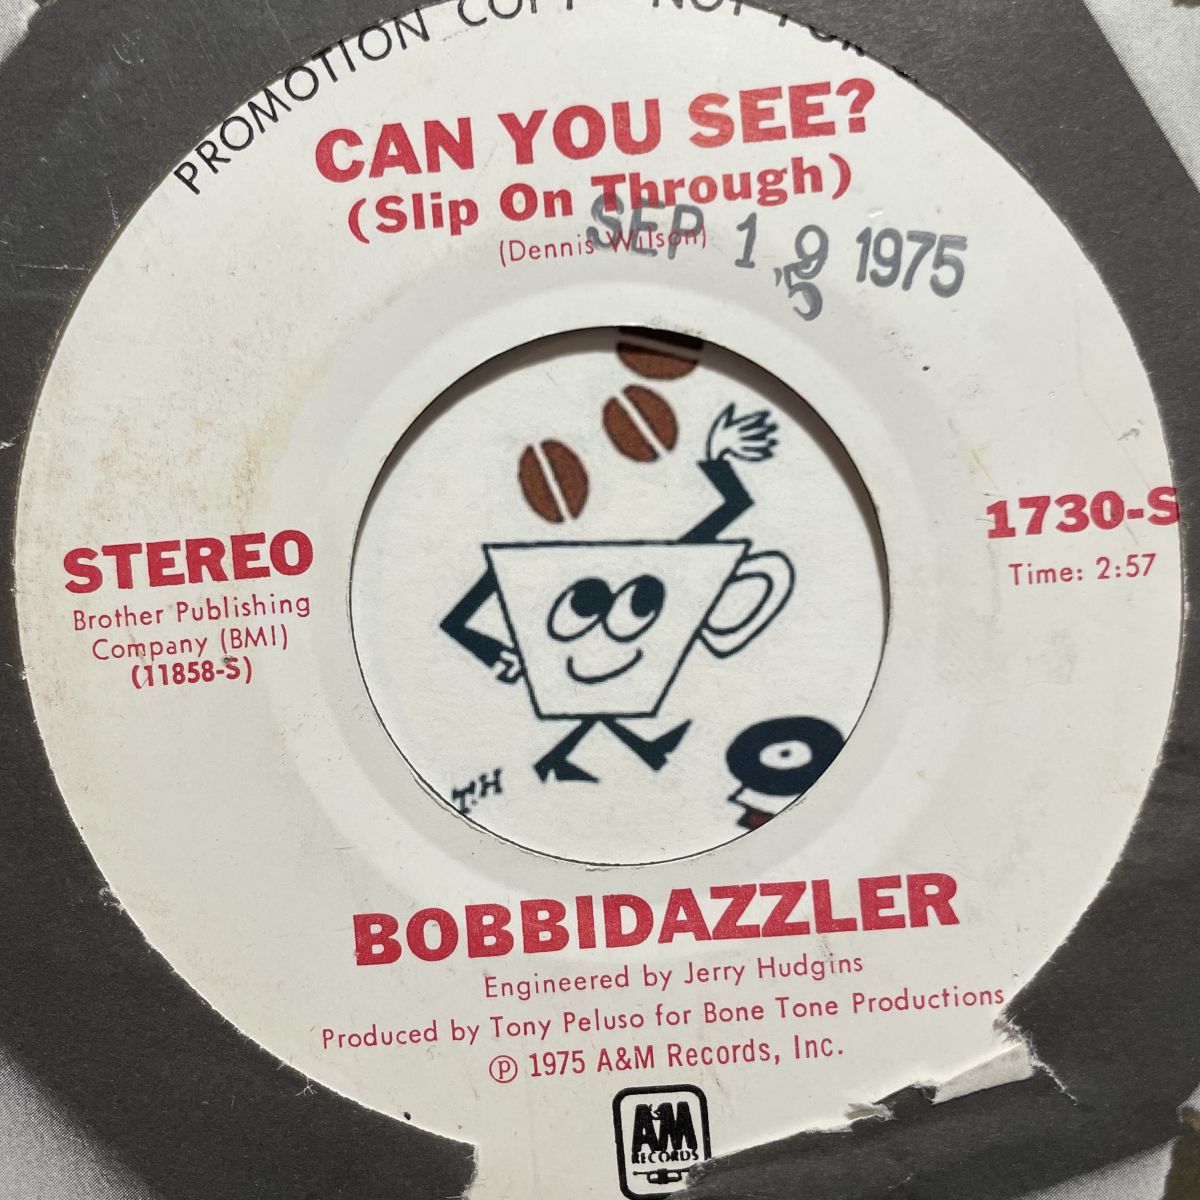 PROMOTION COPY NOT FOR
CAN YOU SEE?
(Slip On Through)
(Dennis Wilson)
SEP 1,9 1975
5
STEREO
Brother Publishing
Company (BMI)
(11858-S)
1730-S
Time: 2:57
T.H
BOBBIDAZZLER
Engineered by Jerry Hudgins
Produced by Tony Peluso for Bone Tone Productions
℗ 1975 A&M Records, Inc.
A&M
RECORDS